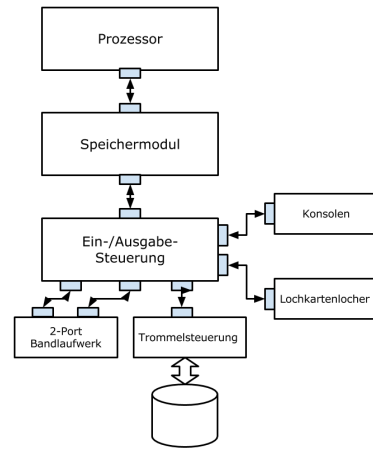 Prozessor
Speichermodul
Ein-/Ausgabe-
Steuerung
Konsolen
Lochkartenlocher
2-Port
Bandlaufwerk
Trommelsteuerung